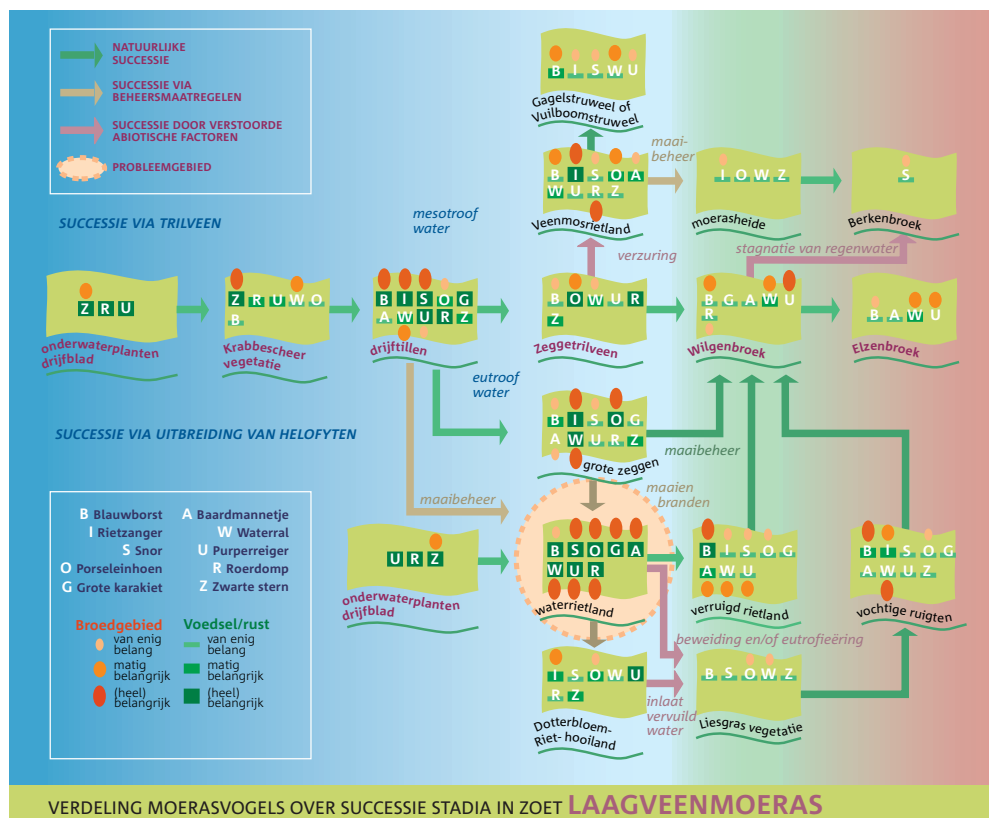 NATUURLIJKE
SUCCESSIE
SUCCESSIE VIA
BEHEERSMAATREGELEN
SUCCESSIE DOOR VERSTOORDE
ABIOTISCHE FACTOREN
PROBLEEMGEBIED
B I S W U
Gagelstruweel of
Vuilboomstruweel
maai-
beheer
B I S O A
W U R Z
Veenmosrietland
I O W Z
moerasheide
S
Berkenbroek
SUCCESSIE VIA TRILVEEN
mesotroof
water
verzuring
stagnatie van regenwater
Z R U
onderwaterplanten
drijfblad
Z R U W O
B
Krabbescheer
vegetatie
B I S O G
A W U R Z
drijftillen
B O W U R
Z
Zeggetrilveen
B G A W U
R
Wilgenbroek
B A W U
Elzenbroek
eutroof
water
SUCCESSIE VIA UITBREIDING VAN HELOFYTEN
B I S O G
A W U R Z
grote zeggen
maaibeheer
maaibeheer
maaien
branden
B Blauwborst
A Baardmannetje
I Rietzanger
W Waterral
S Snor
U Purperreiger
O Porseleinhoen
R Roerdomp
G Grote karakiet
Z Zwarte stern
Broedgebied
Voedsel/rust
van enig
belang
van enig
belang
matig
belangrijk
matig
belangrijk
(heel)
belangrijk
(heel)
belangrijk
U R Z
onderwaterplanten
drijfblad
B S O G A
W U R
waterrietland
B I S O G
A W U
verruigd rietland
B I S O G
A W U Z
vochtige ruigten
beweiding en/of eutrofieëring
I S O W U
R Z
Dotterbloem-
Riet- hooiland
inlaat
vervuild
water
B S O W Z
Liesgras vegetatie
VERDELING MOERASVOGELS OVER SUCCESSIE STADIA IN ZOET LAAGVEENMOERAS